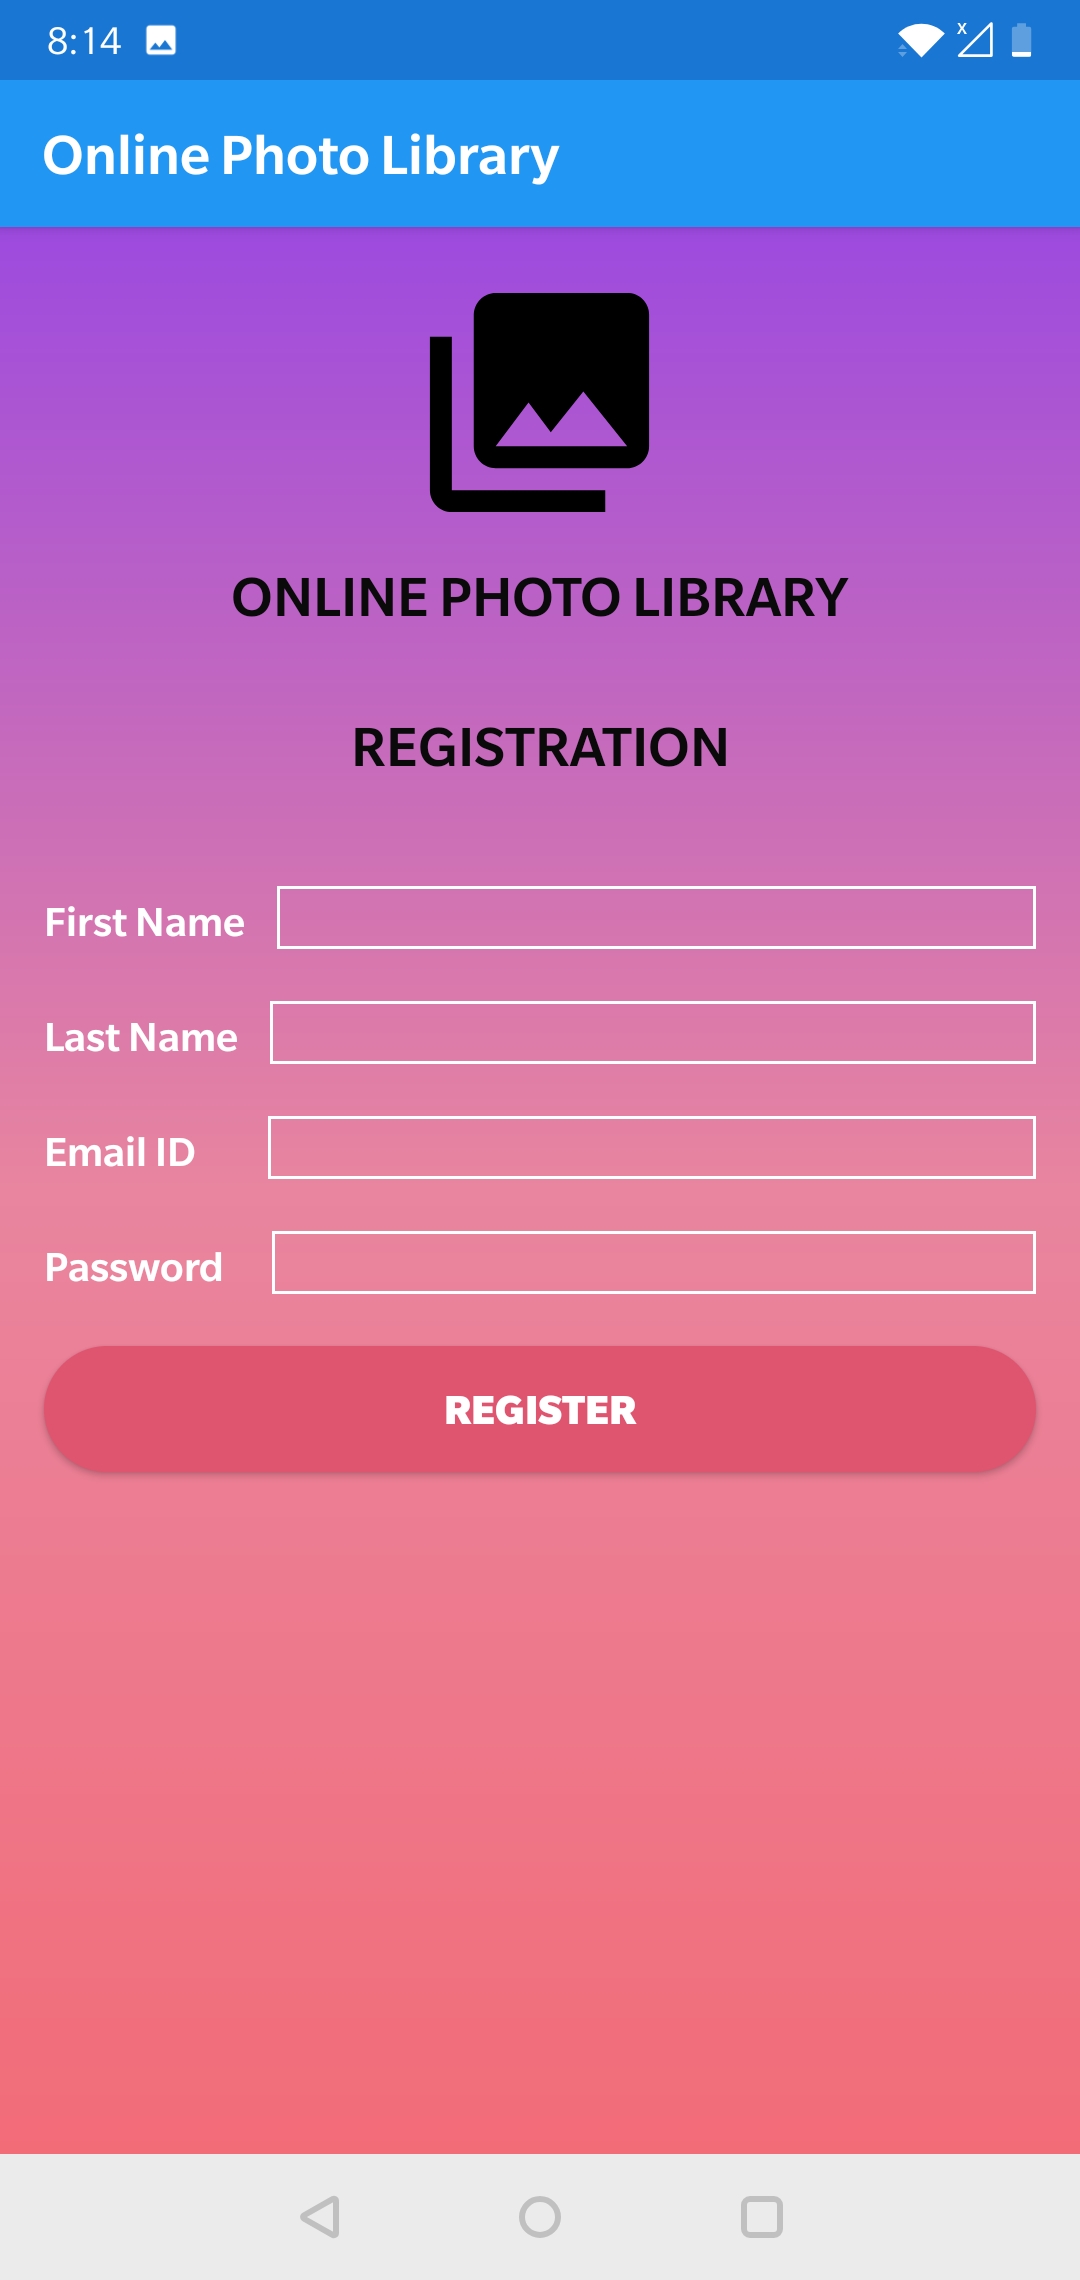 8:14
Online Photo Library
ONLINE PHOTO LIBRARY
REGISTRATION
First Name
Last Name
Email ID
Password
REGISTER